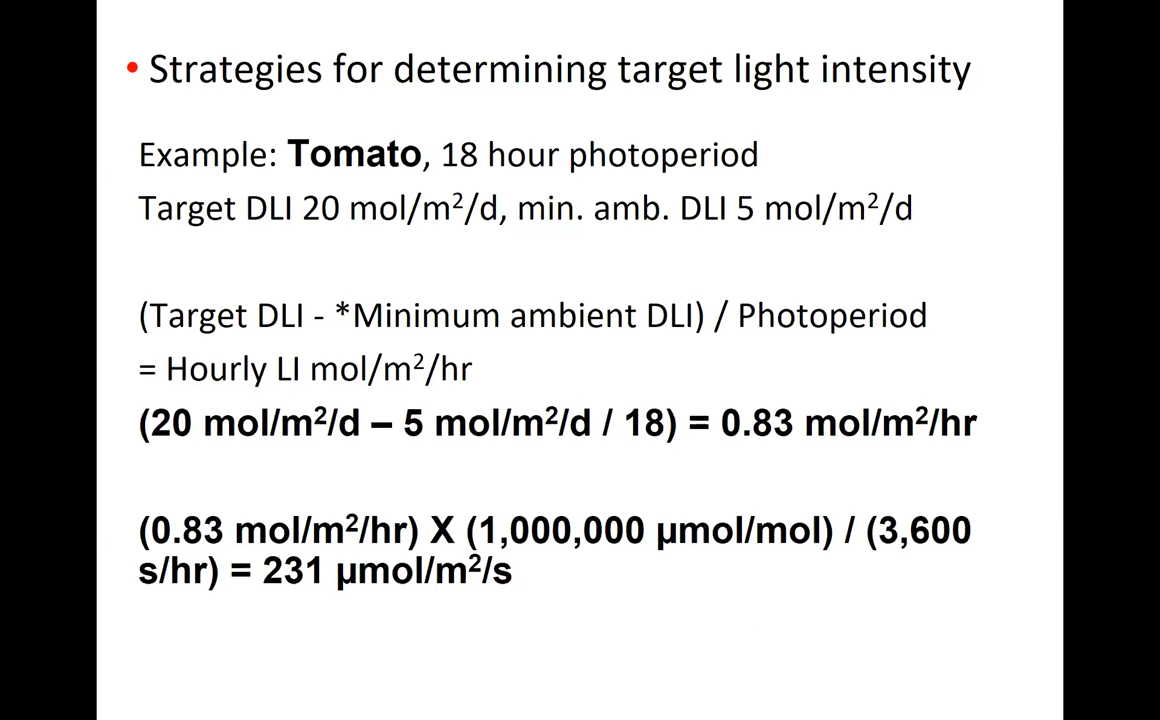 • Strategies for determining target light intensity
Example: Tomato, 18 hour photoperiod
Target DLI 20 mol/m²/d, min. amb. DLI 5 mol/m²/d
(Target DLI - *Minimum ambient DLI) / Photoperiod
= Hourly LI mol/m²/hr
(20 mol/m²/d – 5 mol/m²/d / 18) = 0.83 mol/m²/hr
(0.83 mol/m²/hr) X (1,000,000 µmol/mol) / (3,600
s/hr) = 231 µmol/m²/s